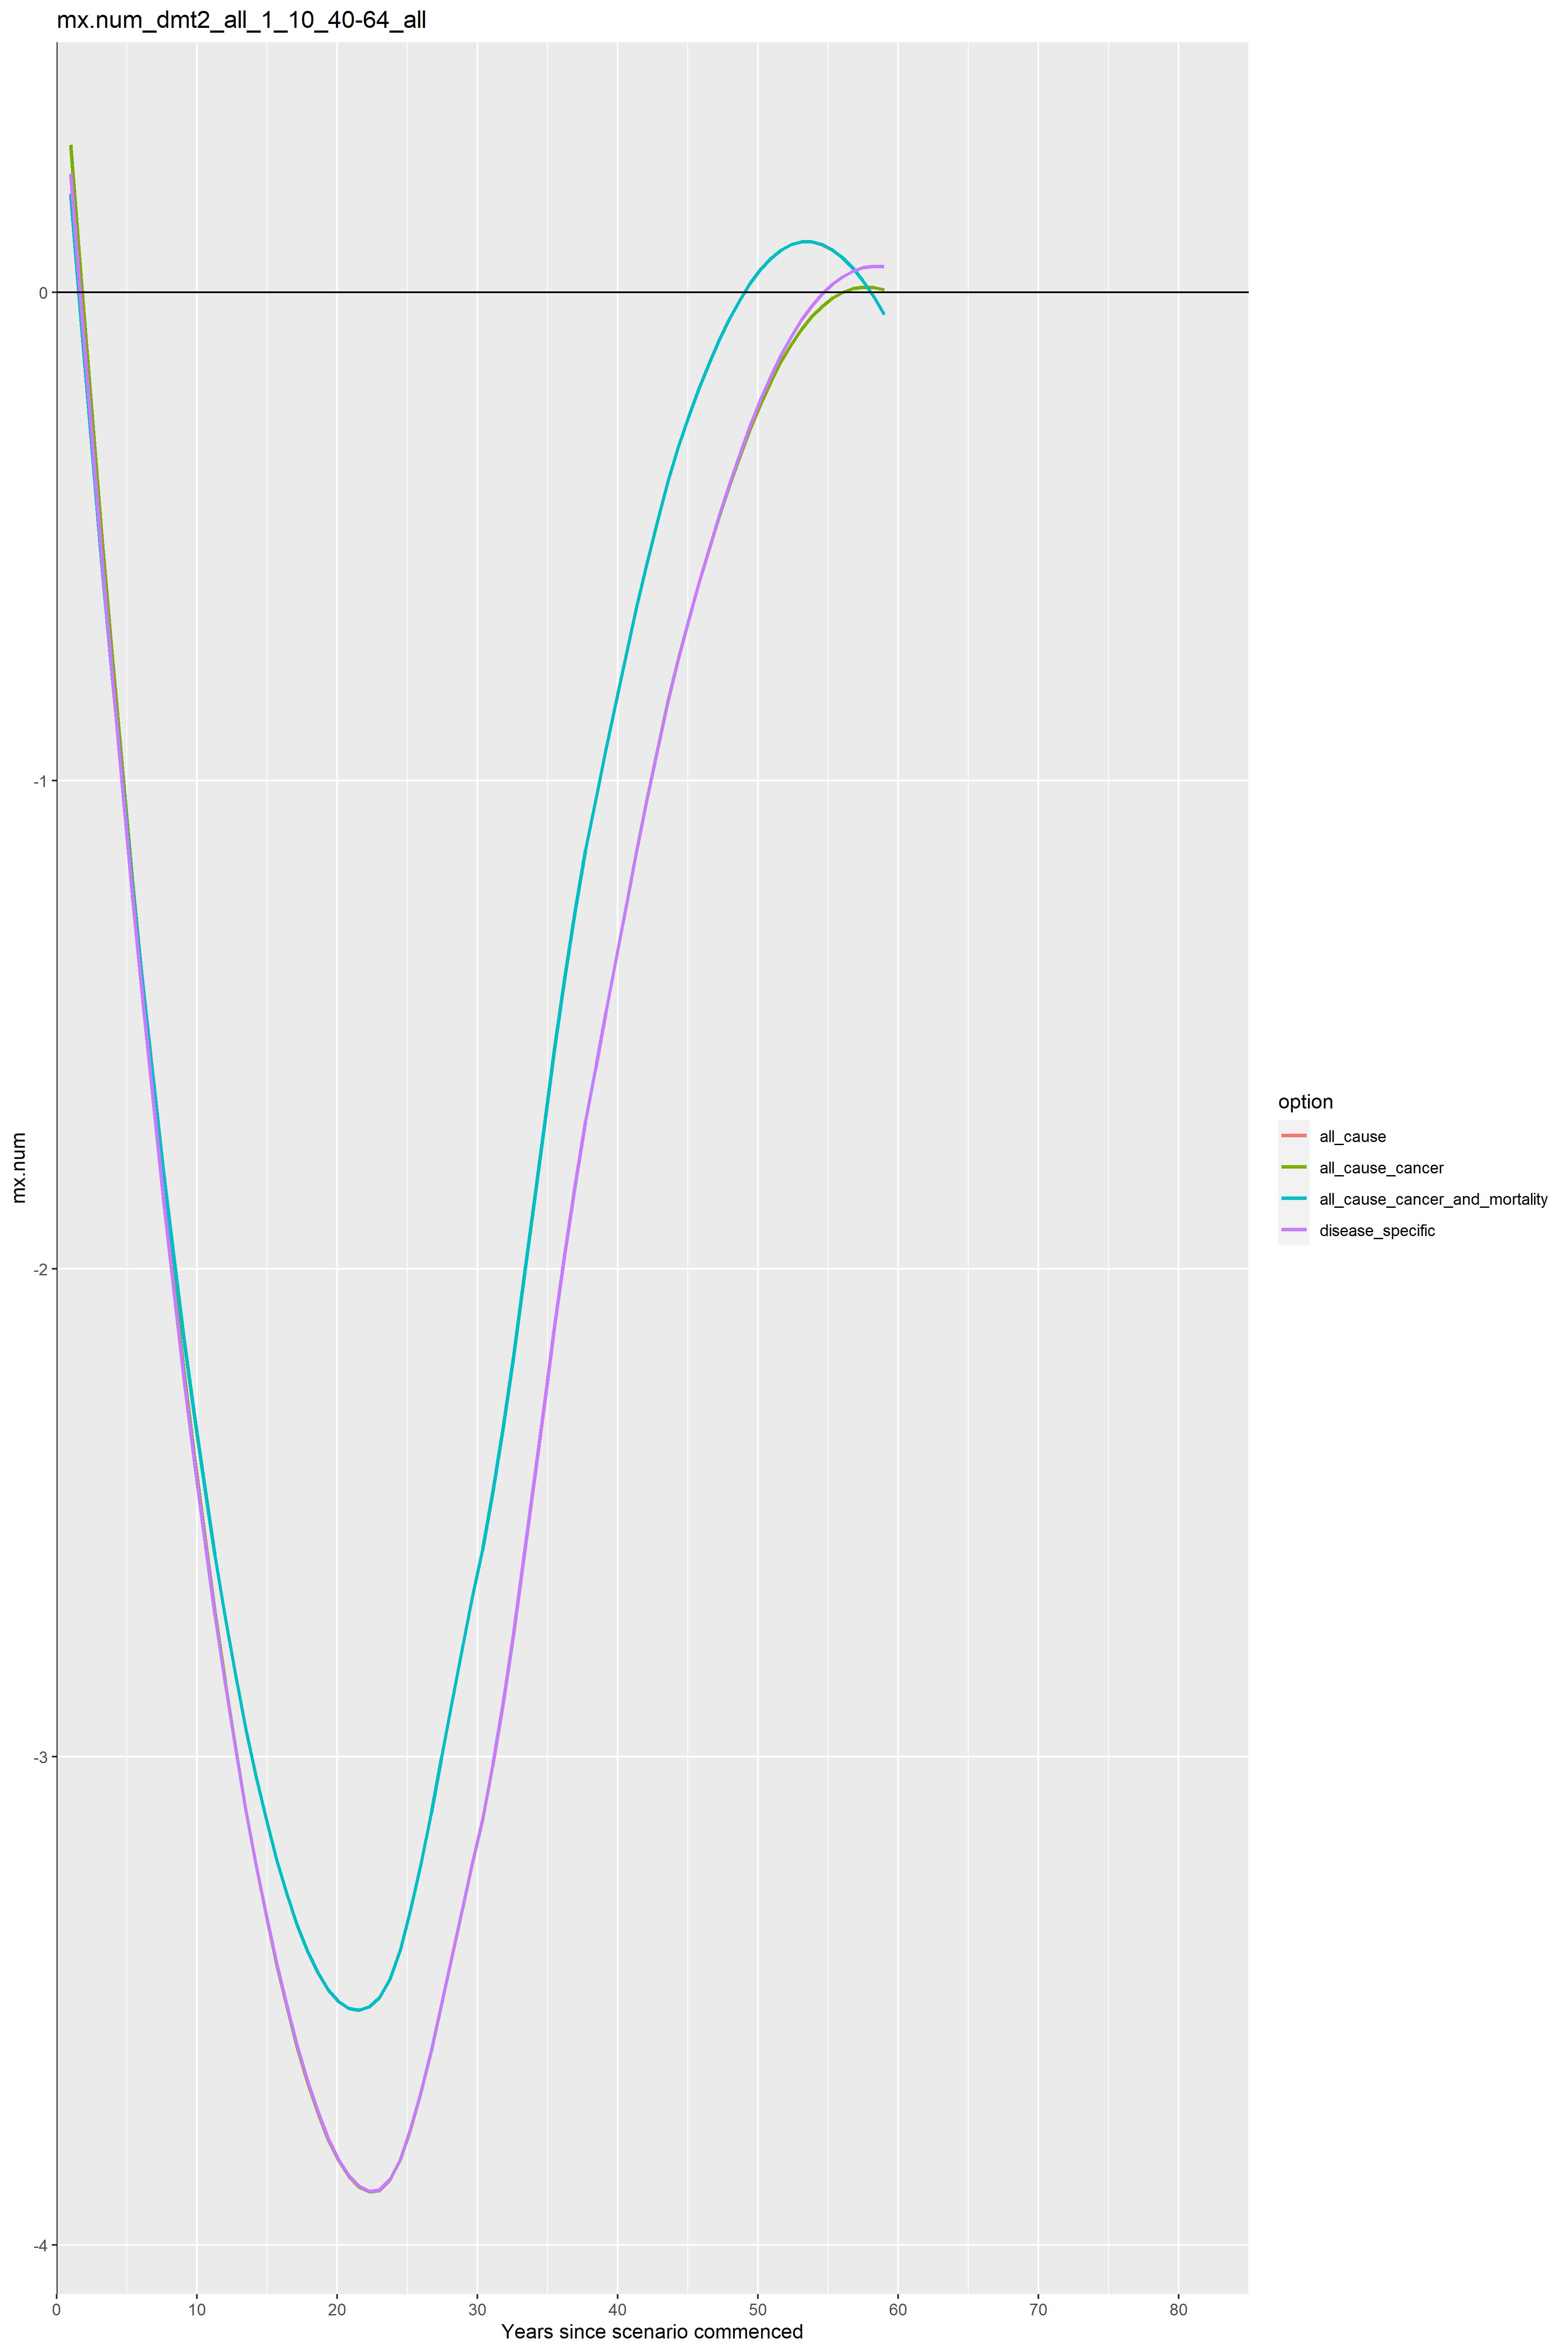 mx.num_dmt2_all_1_10_40-64_all
0
-1
-2
-3
-4
mx.num
0 10 20 30 40 50 60 70 80
Years since scenario commenced
option
all_cause
all_cause_cancer
all_cause_cancer_and_mortality
disease_specific